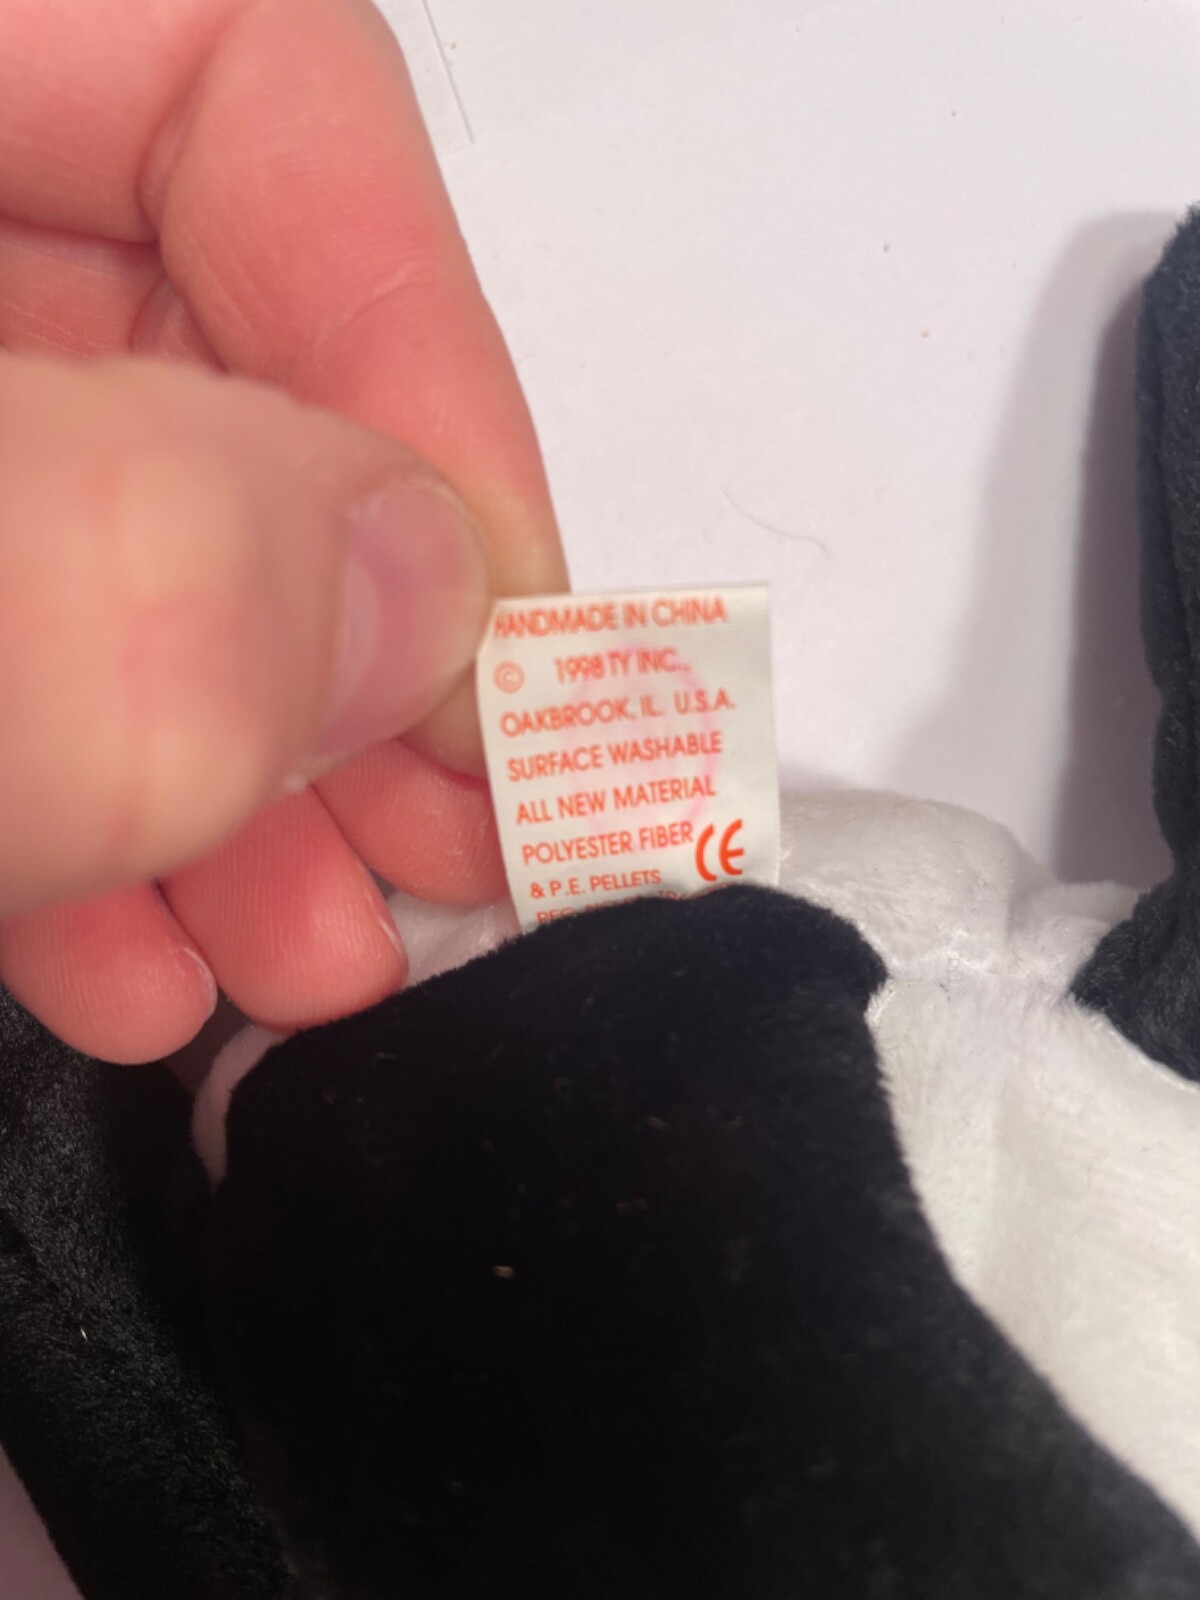 HANDMADE IN CHINA
© 1998 TY INC.,
OAKBROOK, IL. U.S.A.
SURFACE WASHABLE
ALL NEW MATERIAL
POLYESTER FIBER
& P.E. PELLETS CE